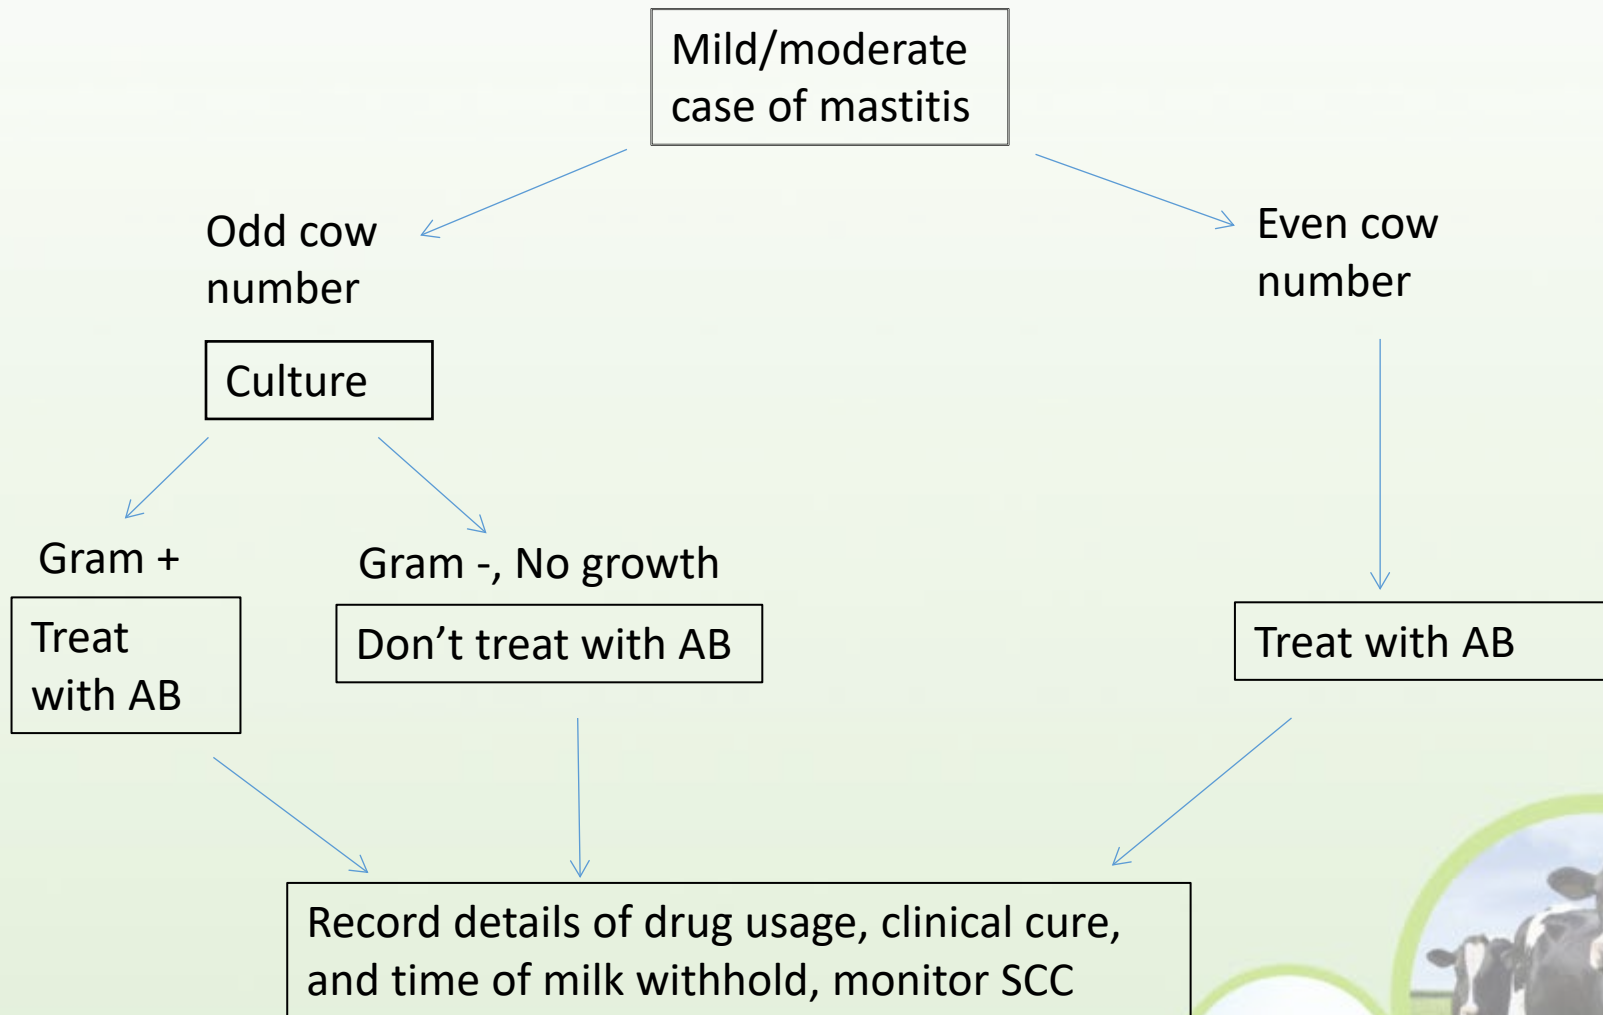 Mild/moderate
case of mastitis
Odd cow
number
Even cow
number
Culture
Gram +
Gram -, No growth
Treat
with AB
Don’t treat with AB
Treat with AB
Record details of drug usage, clinical cure,
and time of milk withhold, monitor SCC